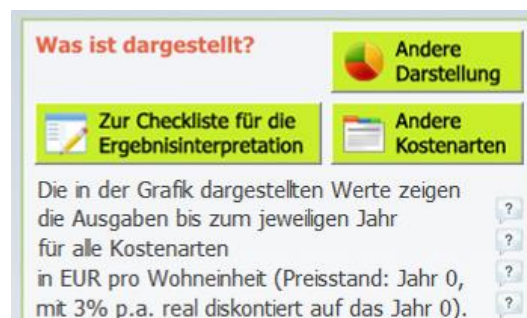 Was ist dargestellt?
Andere
Darstellung
Zur Checkliste für die
Ergebnisinterpretation
Andere
Kostenarten
Die in der Grafik dargestellten Werte zeigen
die Ausgaben bis zum jeweiligen Jahr ?
für alle Kostenarten ?
in EUR pro Wohneinheit (Preisstand: Jahr 0, ?
mit 3% p.a. real diskontiert auf das Jahr 0). ?